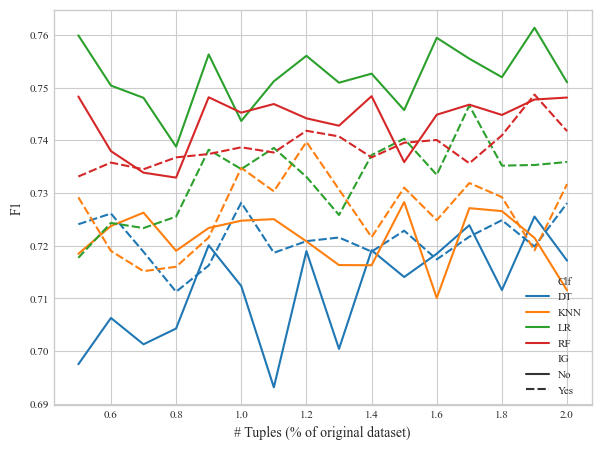 0.76
0.75
0.74
0.73
0.72
0.71
0.70
0.69
F1
Clf
DT
KNN
LR
RF
IG
No
Yes
0.6 0.8 1.0 1.2 1.4 1.6 1.8 2.0
# Tuples (% of original dataset)